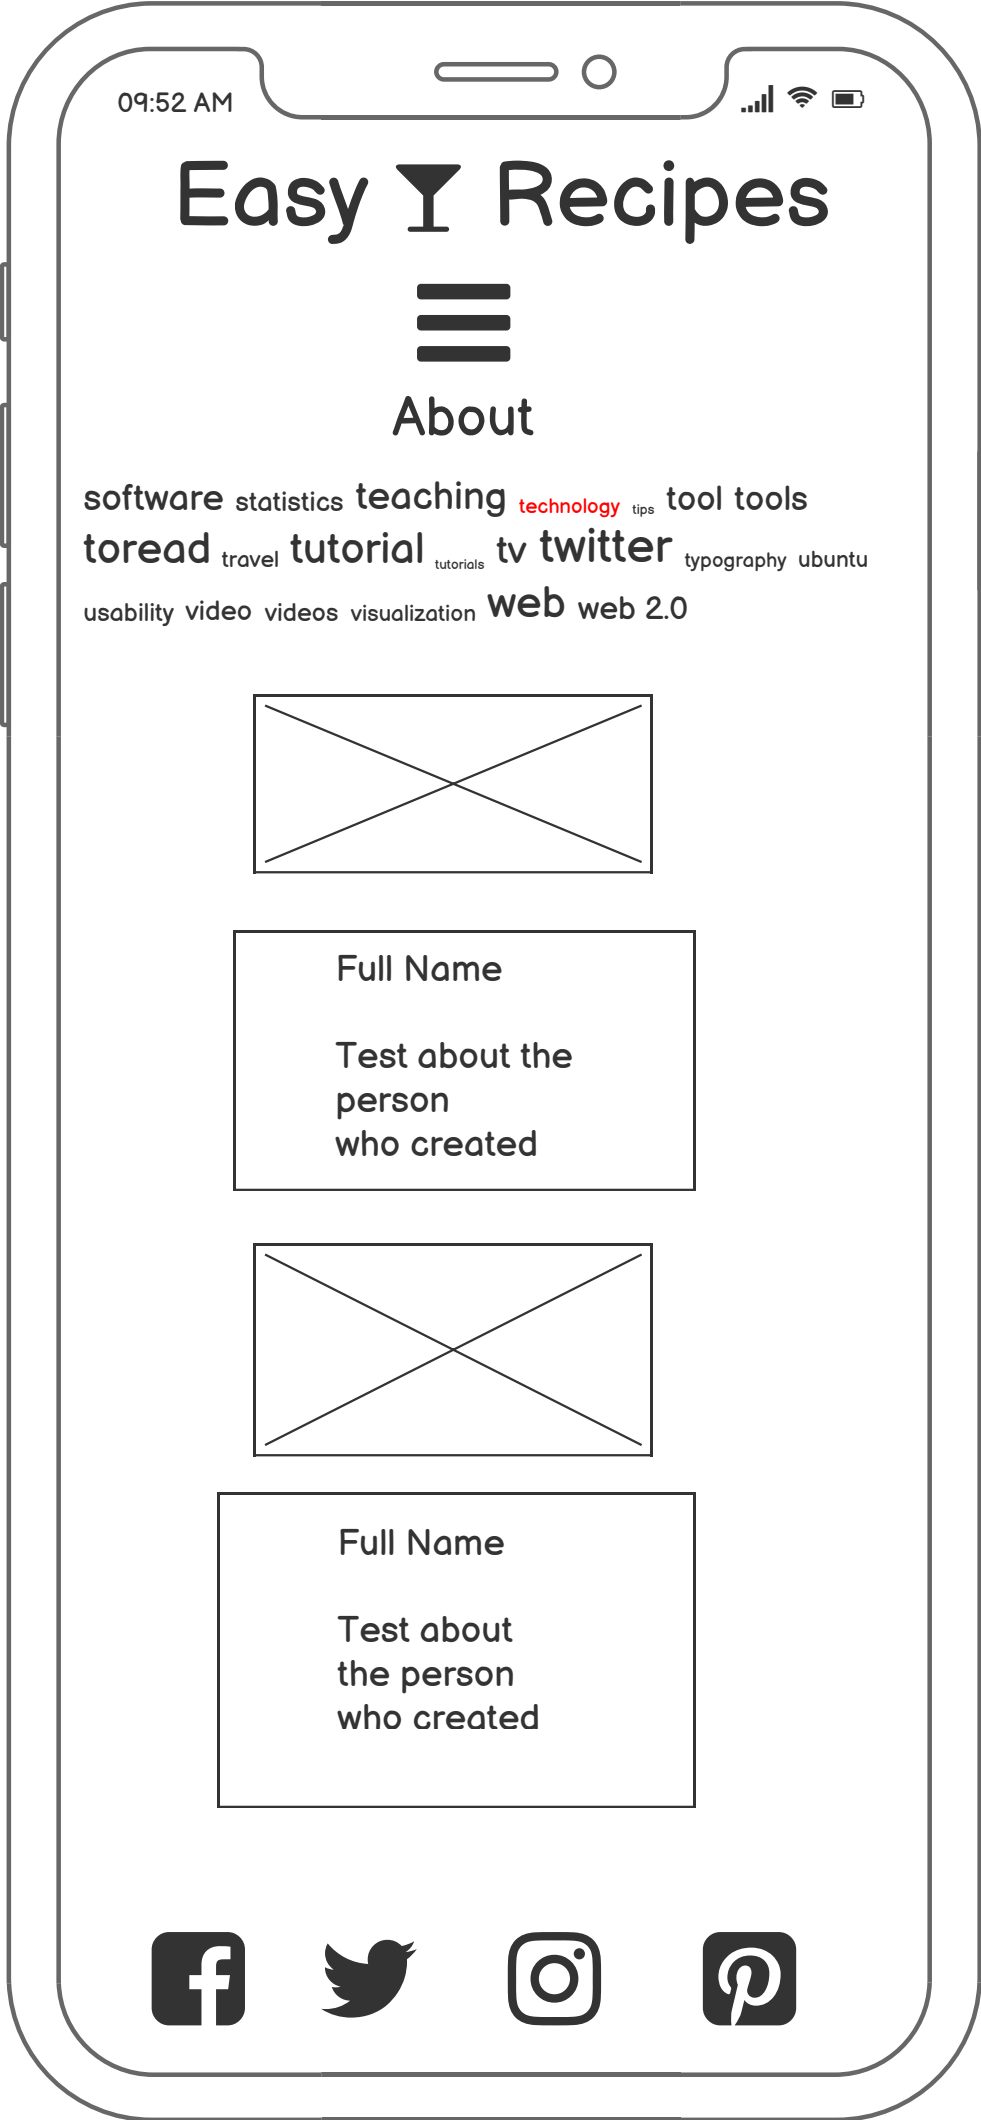 09:52 AM
Easy Recipes
About
software statistics teaching technology tips tool tools
toread travel tutorial tutorials tv twitter typography ubuntu
usability video videos visualization web web 2.0
Full Name
Test about the
person
who created
Full Name
Test about
the person
who created